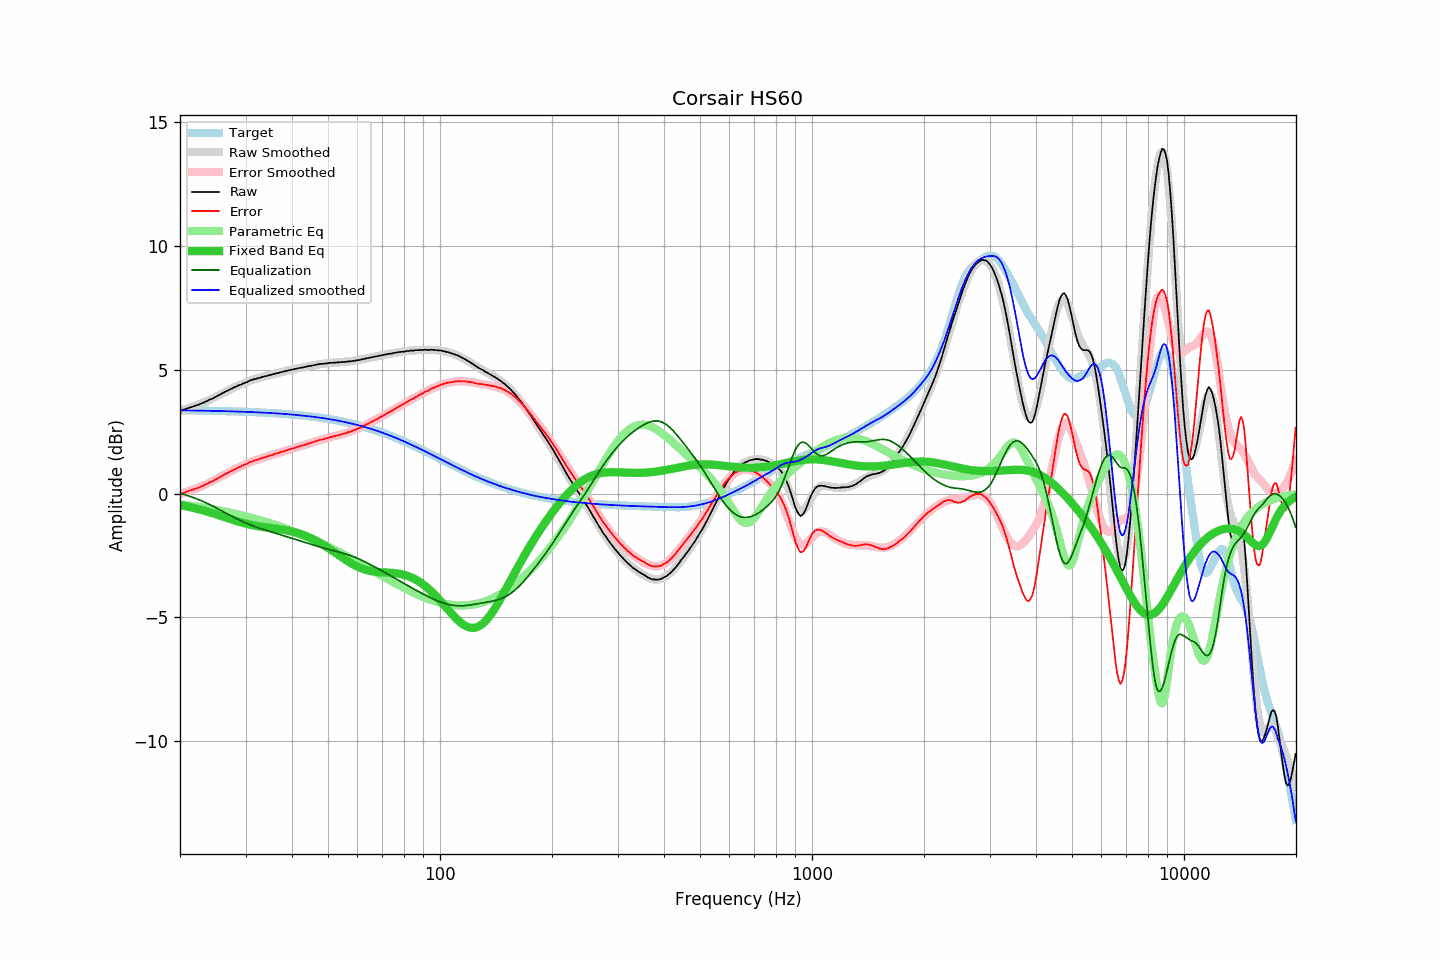 Corsair HS60
15
10
5
0
−5
−10
Amplitude (dBr)
Target
Raw Smoothed
Error Smoothed
Raw
Error
Parametric Eq
Fixed Band Eq
Equalization
Equalized smoothed
100
1000
10000
Frequency (Hz)